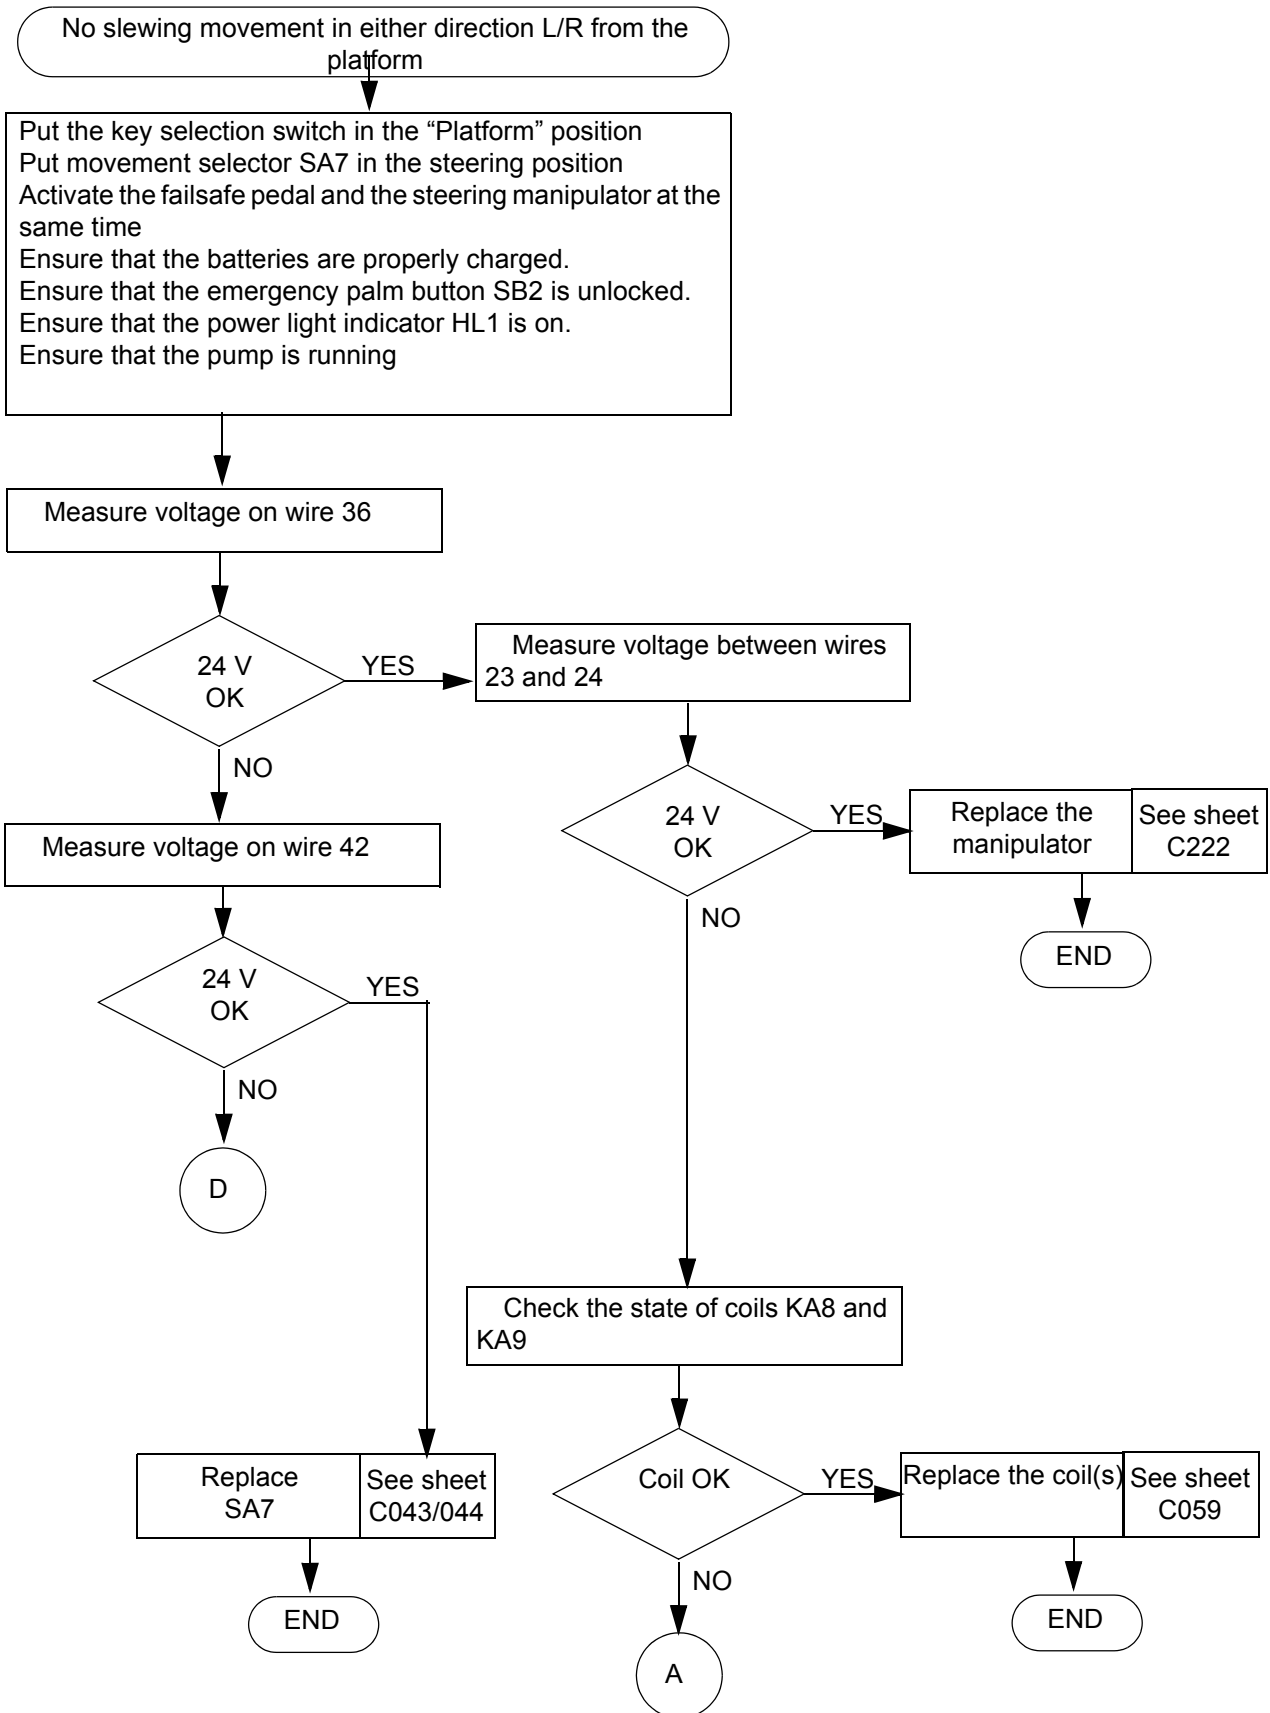 No slewing movement in either direction L/R from the
platform
Put the key selection switch in the “Platform” position
Put movement selector SA7 in the steering position
Activate the failsafe pedal and the steering manipulator at the
same time
Ensure that the batteries are properly charged.
Ensure that the emergency palm button SB2 is unlocked.
Ensure that the power light indicator HL1 is on.
Ensure that the pump is running
Measure voltage on wire 36
24 V
OK
YES
Measure voltage between wires
23 and 24
NO
24 V
OK
YES
Replace the
manipulator
See sheet
C222
Measure voltage on wire 42
NO
END
24 V
OK
YES
NO
D
Check the state of coils KA8 and
KA9
Replace
SA7
See sheet
C043/044
Coil OK
YES
Replace the coil(s)
See sheet
C059
NO
END
END
A